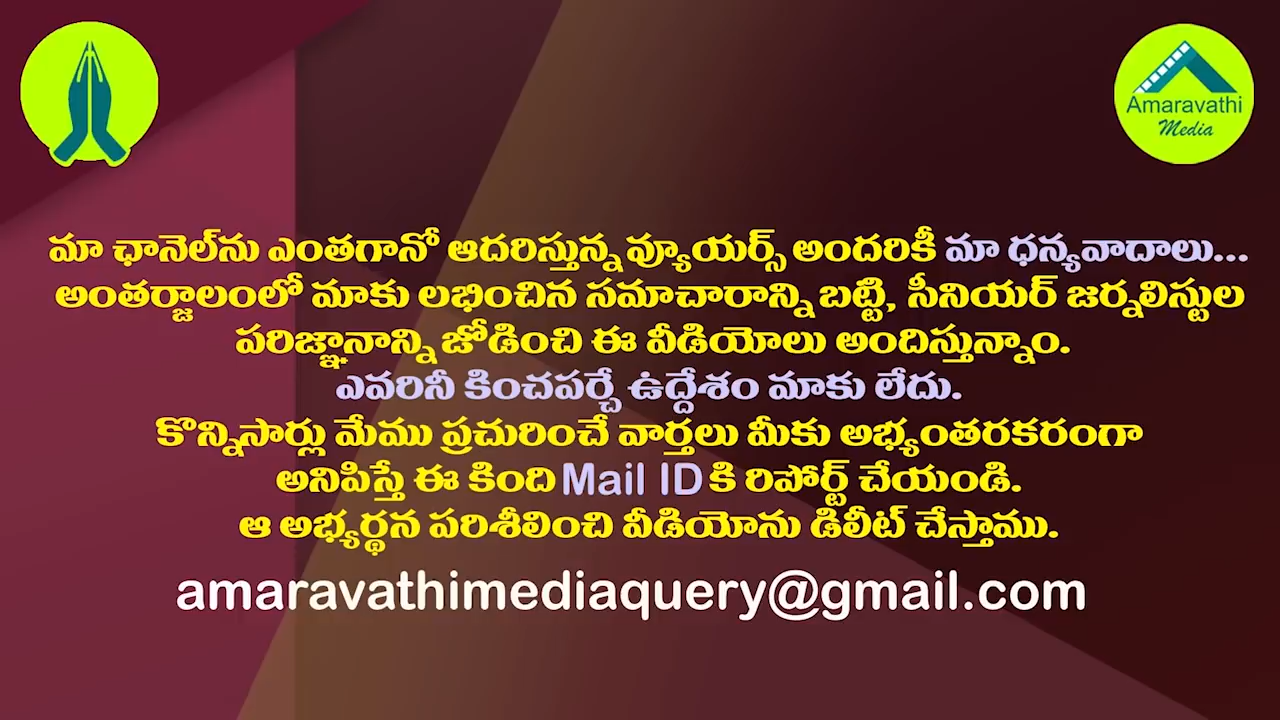 Amaravathi
Media
మా ఛానెల్‌ను ఎంతగానో ఆదరిస్తున్న వ్యూయర్స్ అందరికీ మా ధన్యవాదాలు...
అంతర్జాలంలో మాకు లభించిన సమాచారాన్ని బట్టి, సీనియర్ జర్నలిస్టుల
పరిజ్ఞానాన్ని జోడించి ఈ వీడియోలు అందిస్తున్నాం.
ఎవరినీ కించపర్చే ఉద్దేశం మాకు లేదు.
కొన్నిసార్లు మేము ప్రచురించే వార్తలు మీకు అభ్యంతరకరంగా
అనిపిస్తే ఈ కింది Mail ID కి రిపోర్ట్ చేయండి.
ఆ అభ్యర్థన పరిశీలించి వీడియోను డిలీట్ చేస్తాము.
amaravathimediaquery@gmail.com